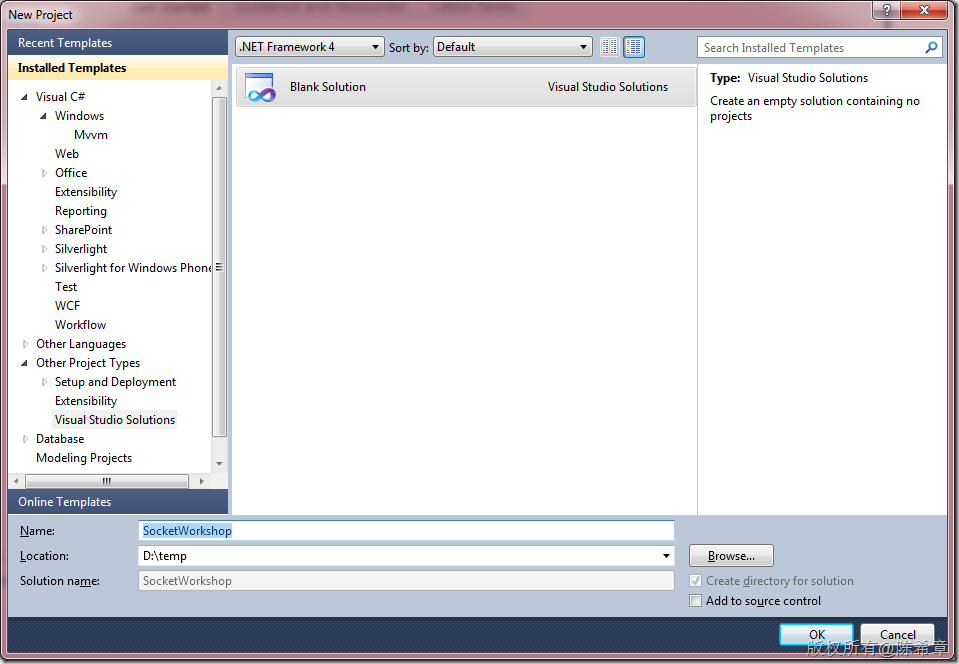 New Project
Recent Templates
Installed Templates
Visual C#
Windows
Mvvm
Web
Office
Extensibility
Reporting
SharePoint
Silverlight
Silverlight for Windows Phone
Test
WCF
Workflow
Other Languages
Other Project Types
Setup and Deployment
Extensibility
Visual Studio Solutions
Database
Modeling Projects
Online Templates
.NET Framework 4 Sort by: Default
Blank Solution Visual Studio Solutions
Search Installed Templates
Type: Visual Studio Solutions
Create an empty solution containing no
projects
Name: SocketWorkshop
Location: D:\temp Browse...
Solution name: SocketWorkshop Create directory for solution
Add to source control
OK Cancel
版权所有@陈希章